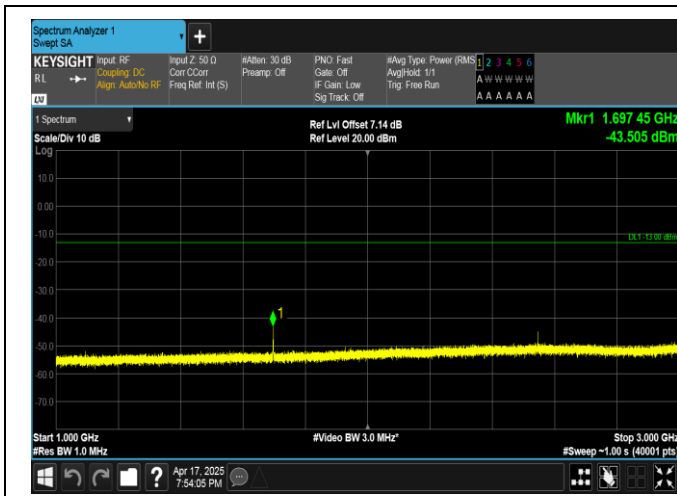 Spectrum Analyzer 1
Swept SA
+
KEYSIGHT
RL
LXI
Input: RF
Coupling: DC
Align: Auto/No RF
Input Z: 50 Ω
Corr CCorr
Freq Ref: Int (S)
#Atten: 30 dB
Preamp: Off
PNO: Fast
Gate: Off
IF Gain: Low
Sig Track: Off
#Avg Type: Power (RMS
Avg|Hold: 1/1
Trig: Free Run
1 2 3 4 5 6
A W W W W W
A A A A A A
1 Spectrum
Scale/Div 10 dB
Log
Ref Lvl Offset 7.14 dB
Ref Level 20.00 dBm
Mkr1 1.697 45 GHz
-43.505 dBm
10.0
0.00
-10.0
DL1 -13.00 dBm
-20.0
-30.0
-40.0
1
-50.0
-60.0
-70.0
Start 1.000 GHz
#Res BW 1.0 MHz
#Video BW 3.0 MHz*
Stop 3.000 GHz
#Sweep ~1.00 s (40001 pts)
?
Apr 17, 2025
7:54:05 PM